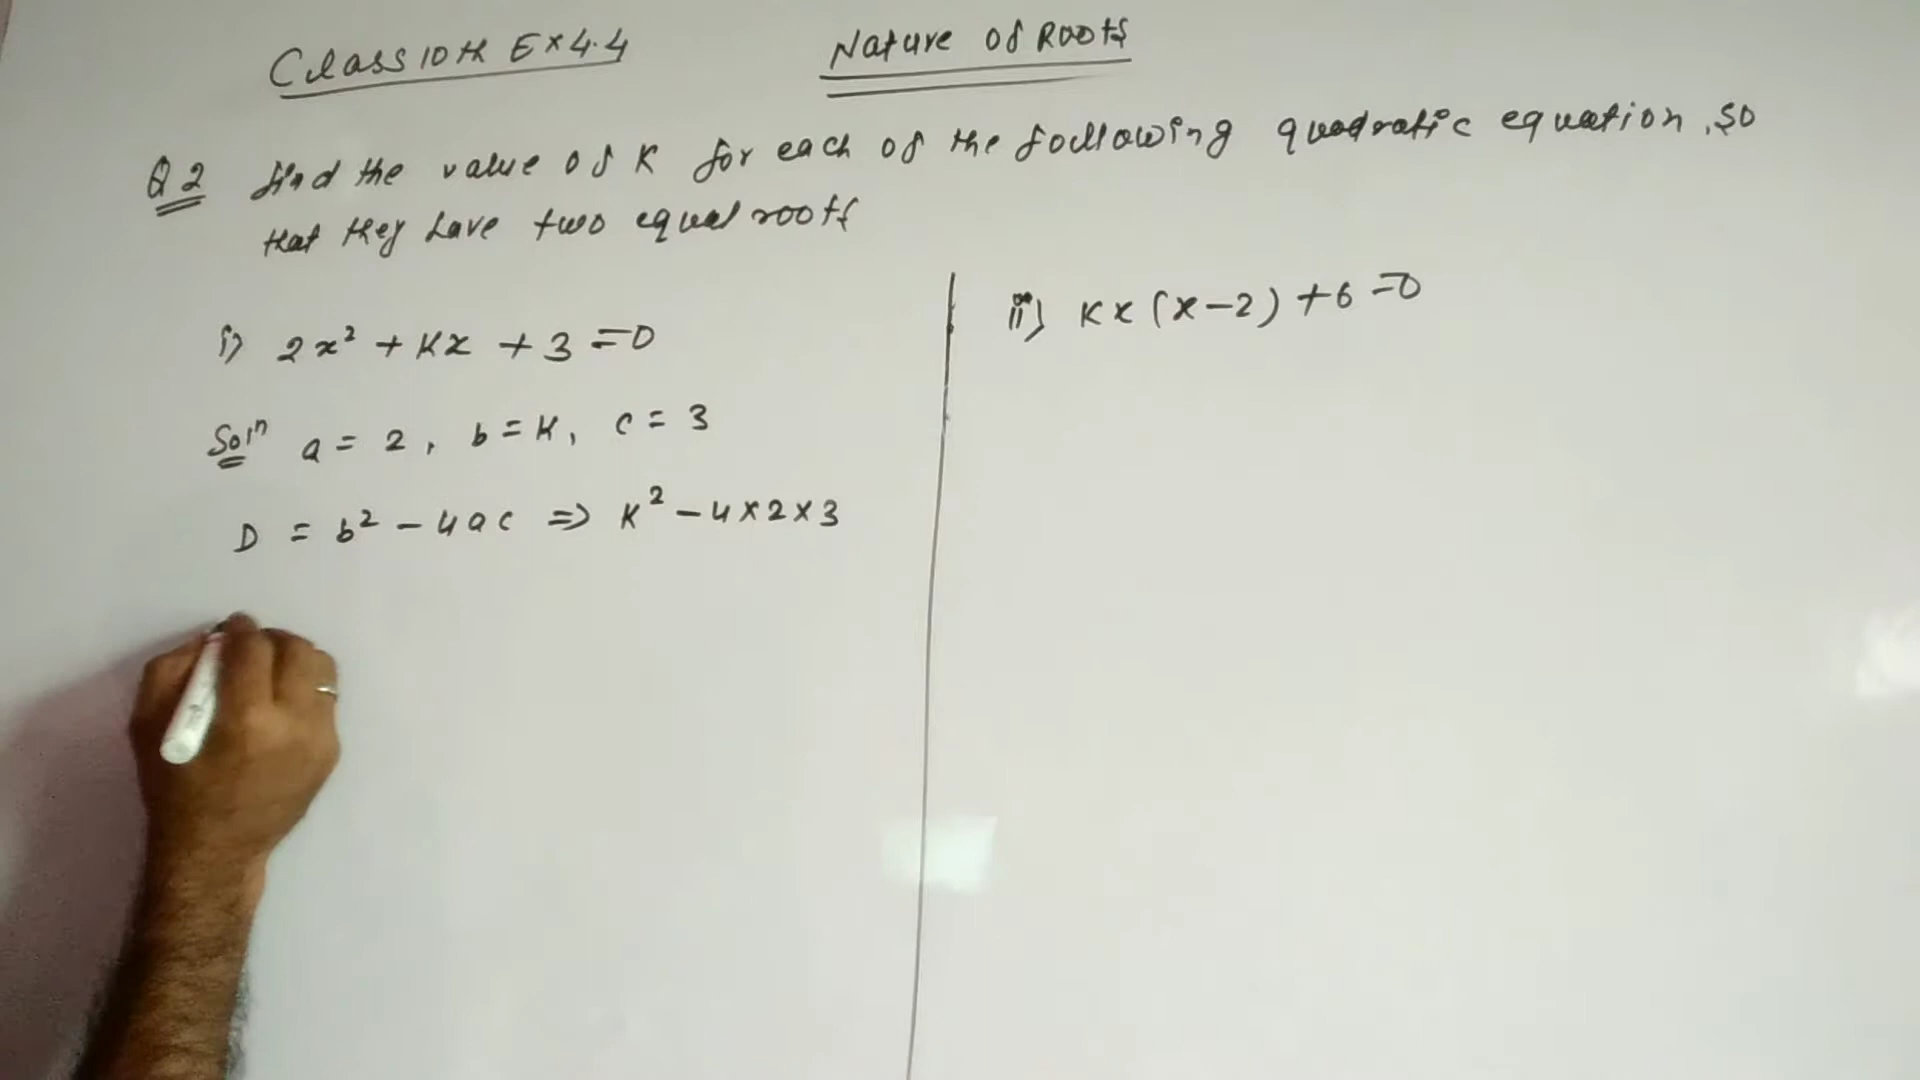 Class 10th Ex 4.4
Nature of Roots
Q 2 find the value of K for each of the following quadratic equation, so
that they have two equal roots
i) 2x² + Kx + 3 = 0
Solⁿ a = 2, b = K, c = 3
D = b² - 4ac => K² - 4×2×3
ii) Kx (x-2) + 6 = 0